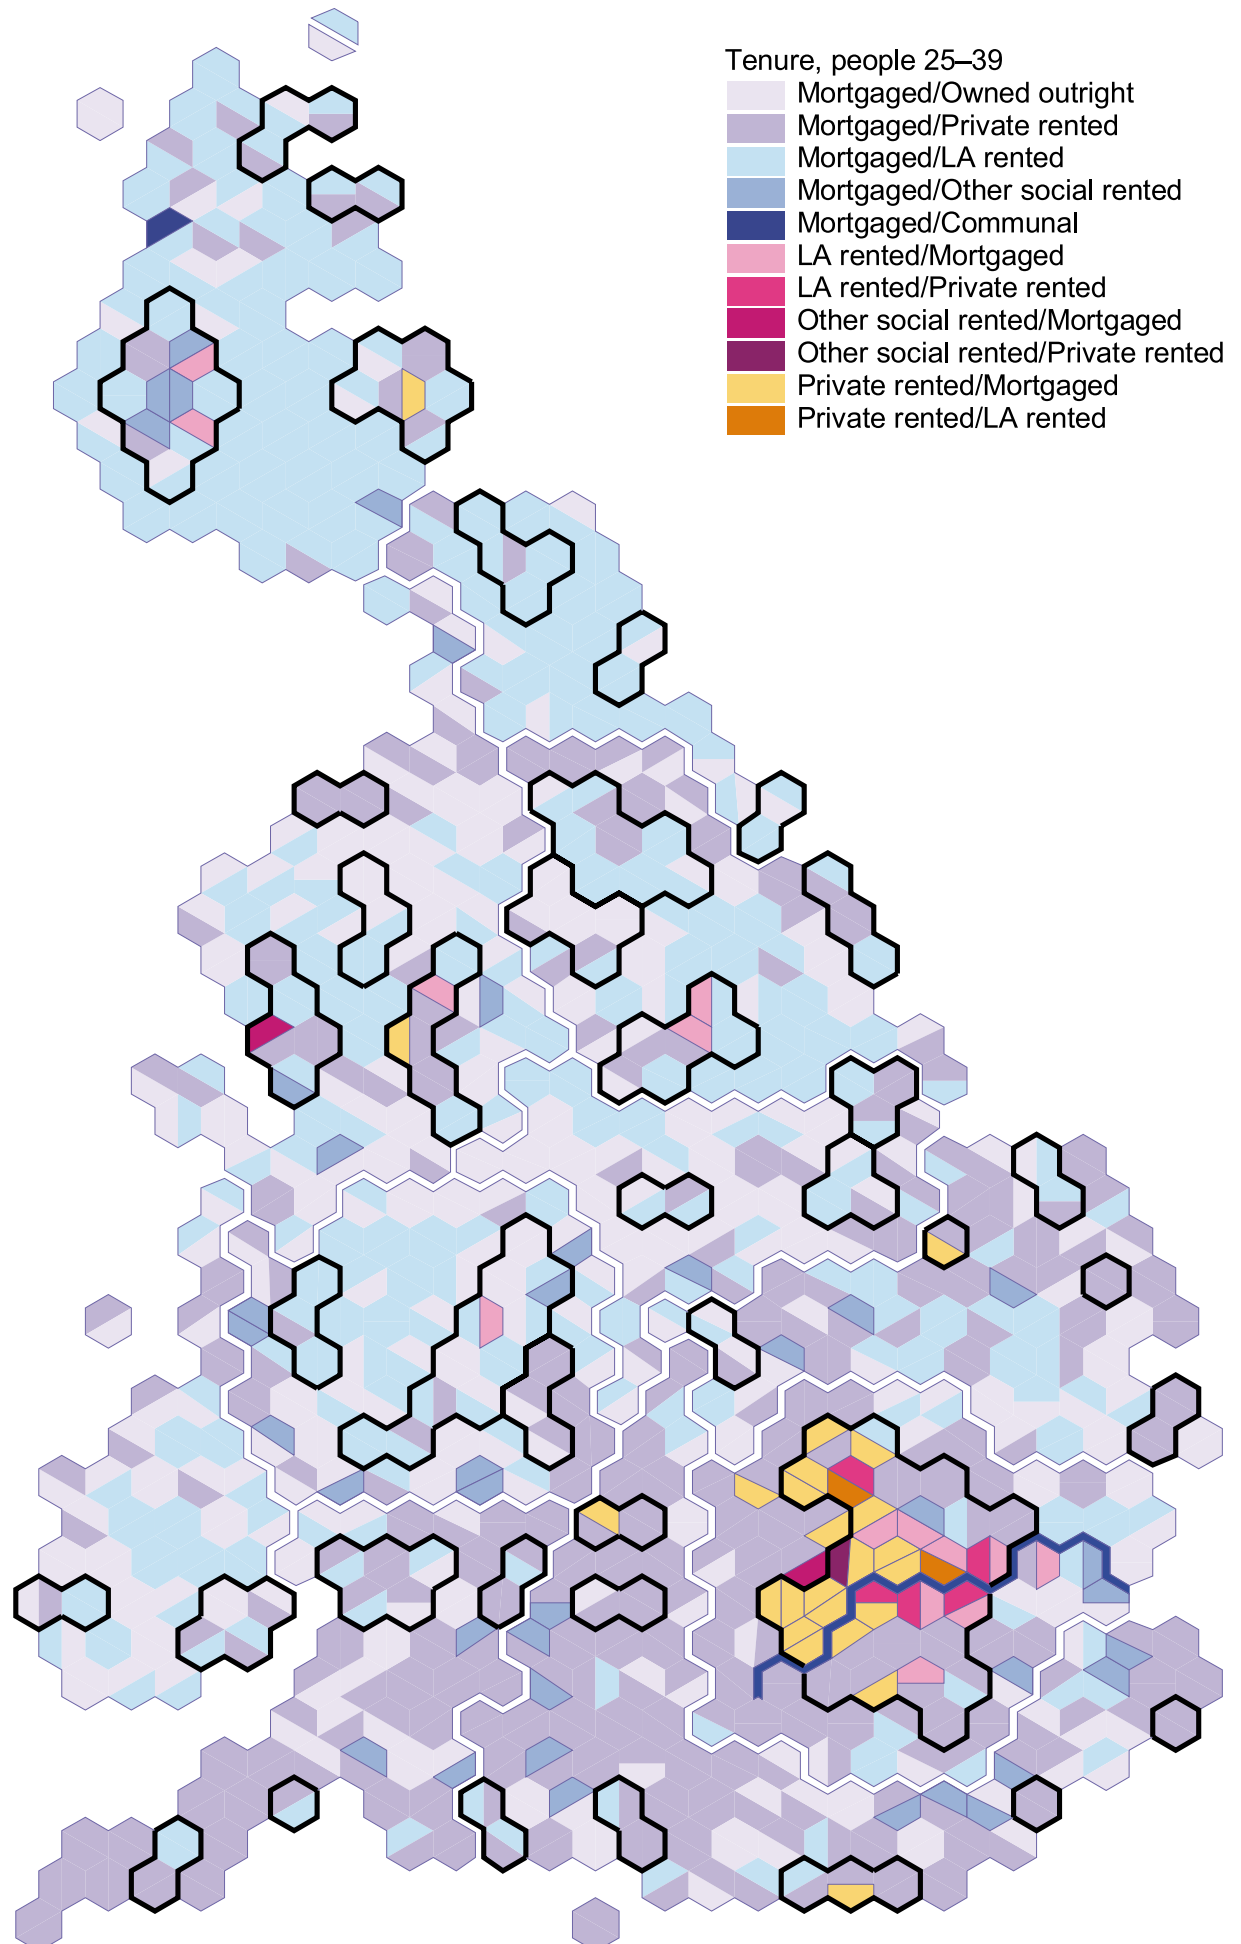 Tenure, people 25–39
Mortgaged/Owned outright
Mortgaged/Private rented
Mortgaged/LA rented
Mortgaged/Other social rented
Mortgaged/Communal
LA rented/Mortgaged
LA rented/Private rented
Other social rented/Mortgaged
Other social rented/Private rented
Private rented/Mortgaged
Private rented/LA rented